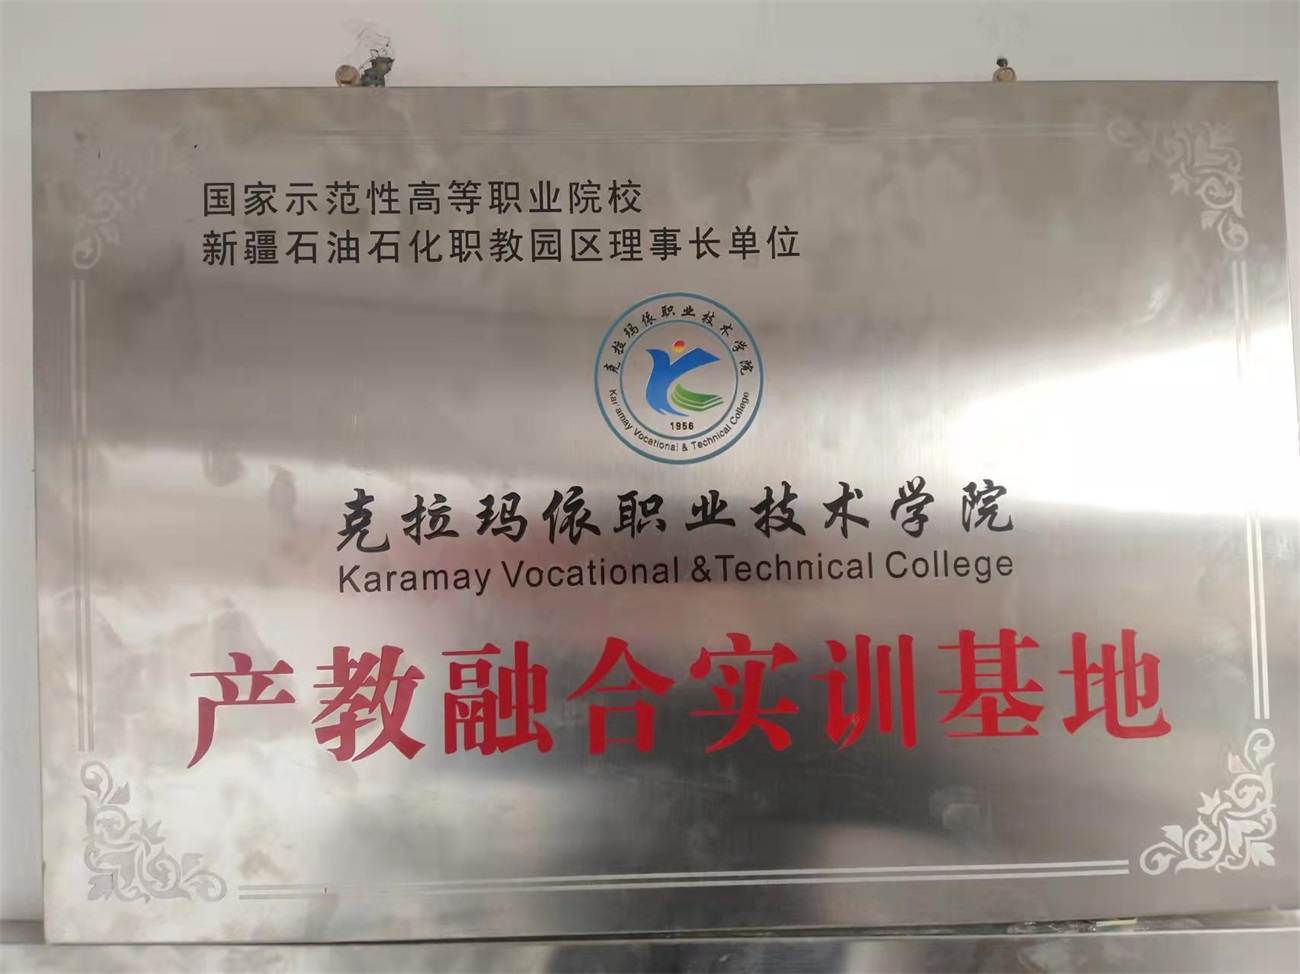 国家示范性高等职业院校
新疆石油石化职教园区理事长单位
克拉玛依职业技术学院
Karamay Vocational & Technical College
1956
克拉玛依职业技术学院
Karamay Vocational &Technical College
产教融合实训基地